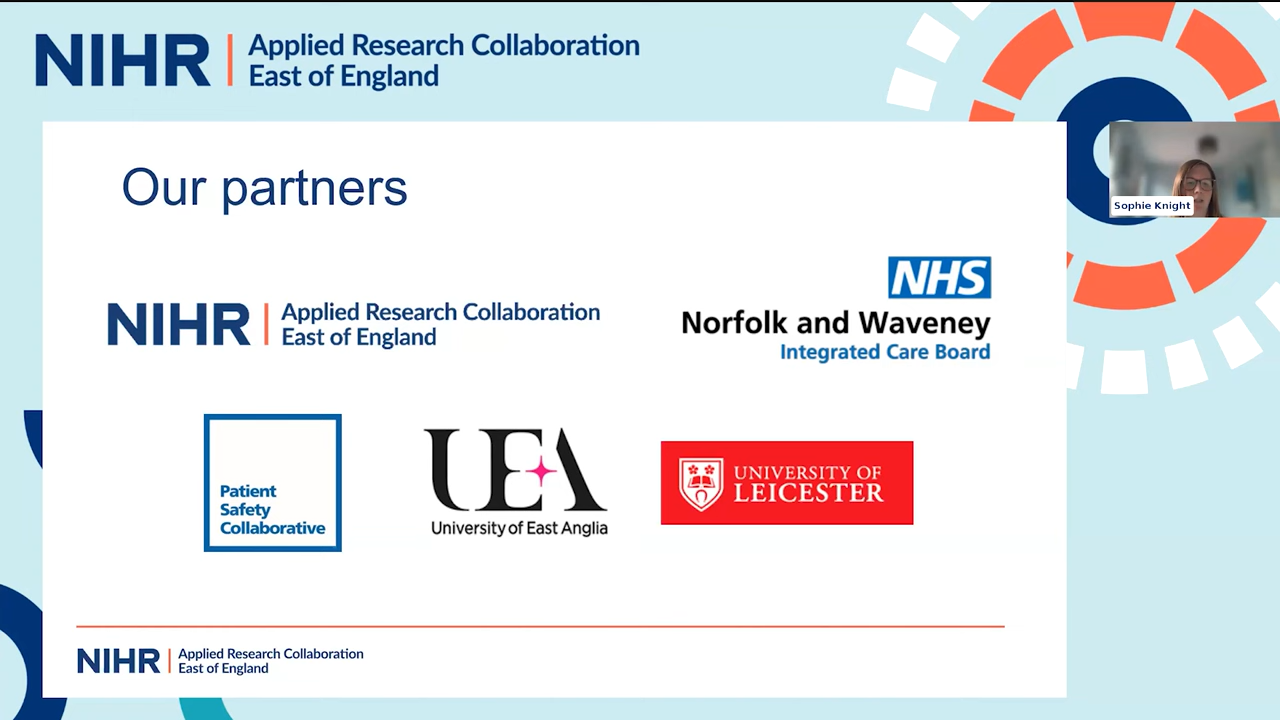 NIHR | Applied Research Collaboration
East of England
Our partners
Sophie Knight
NIHR | Applied Research Collaboration
East of England
NHS
Norfolk and Waveney
Integrated Care Board
Patient
Safety
Collaborative
UEA
University of East Anglia
UNIVERSITY OF
LEICESTER
NIHR | Applied Research Collaboration
East of England